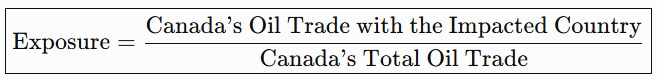 Exposure = Canada’s Oil Trade with the Impacted Country
Canada’s Total Oil Trade